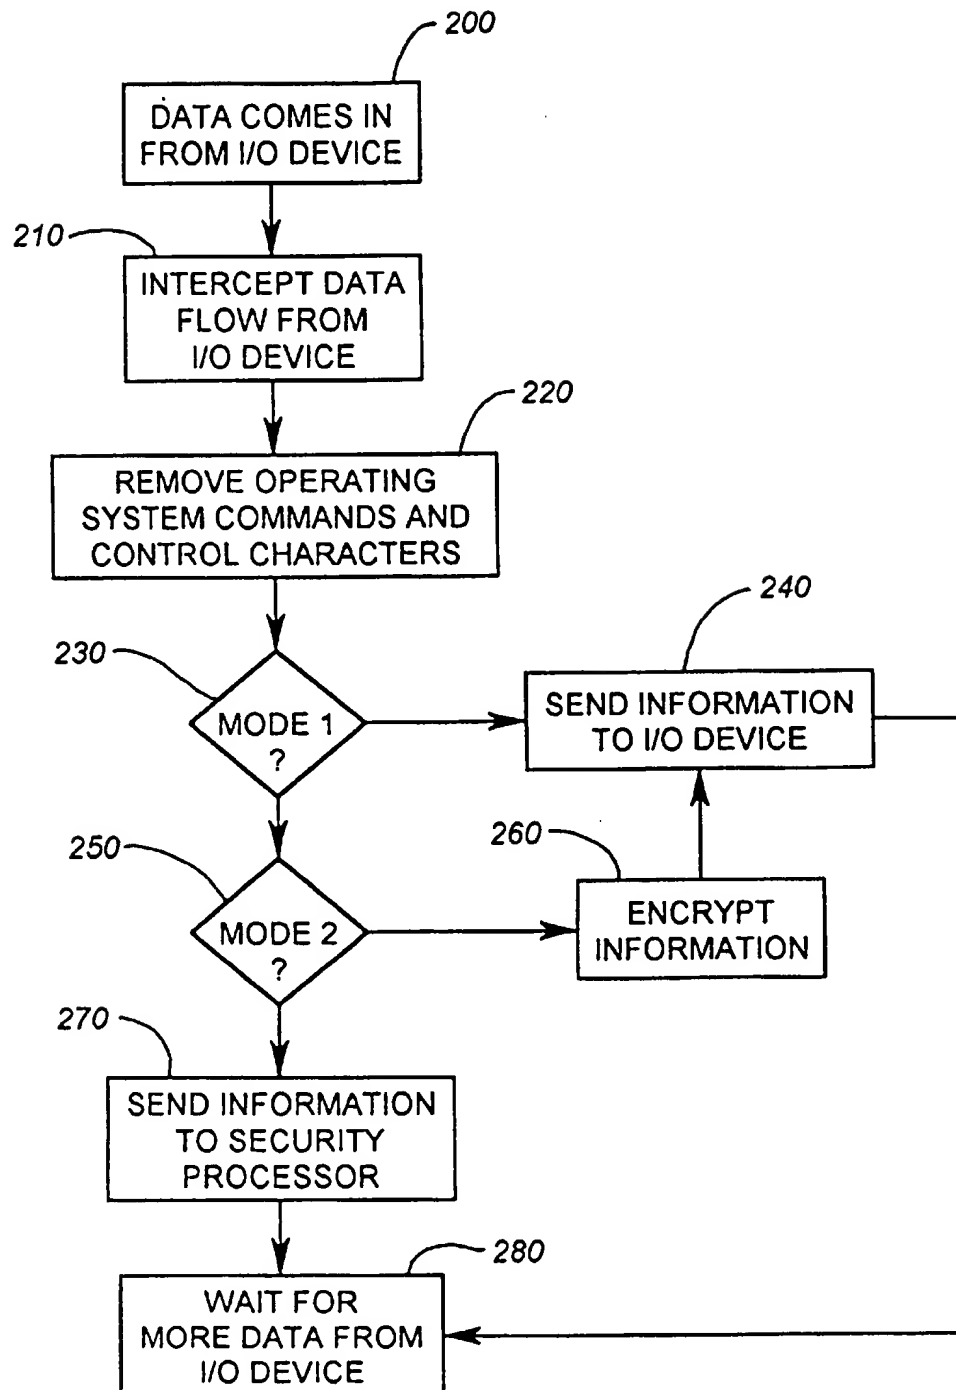 200
DATA COMES IN
FROM I/O DEVICE
210
INTERCEPT DATA
FLOW FROM
I/O DEVICE
220
REMOVE OPERATING
SYSTEM COMMANDS AND
CONTROL CHARACTERS
230
MODE 1
?
240
SEND INFORMATION
TO I/O DEVICE
250
MODE 2
?
260
ENCRYPT
INFORMATION
270
SEND INFORMATION
TO SECURITY
PROCESSOR
280
WAIT FOR
MORE DATA FROM
I/O DEVICE